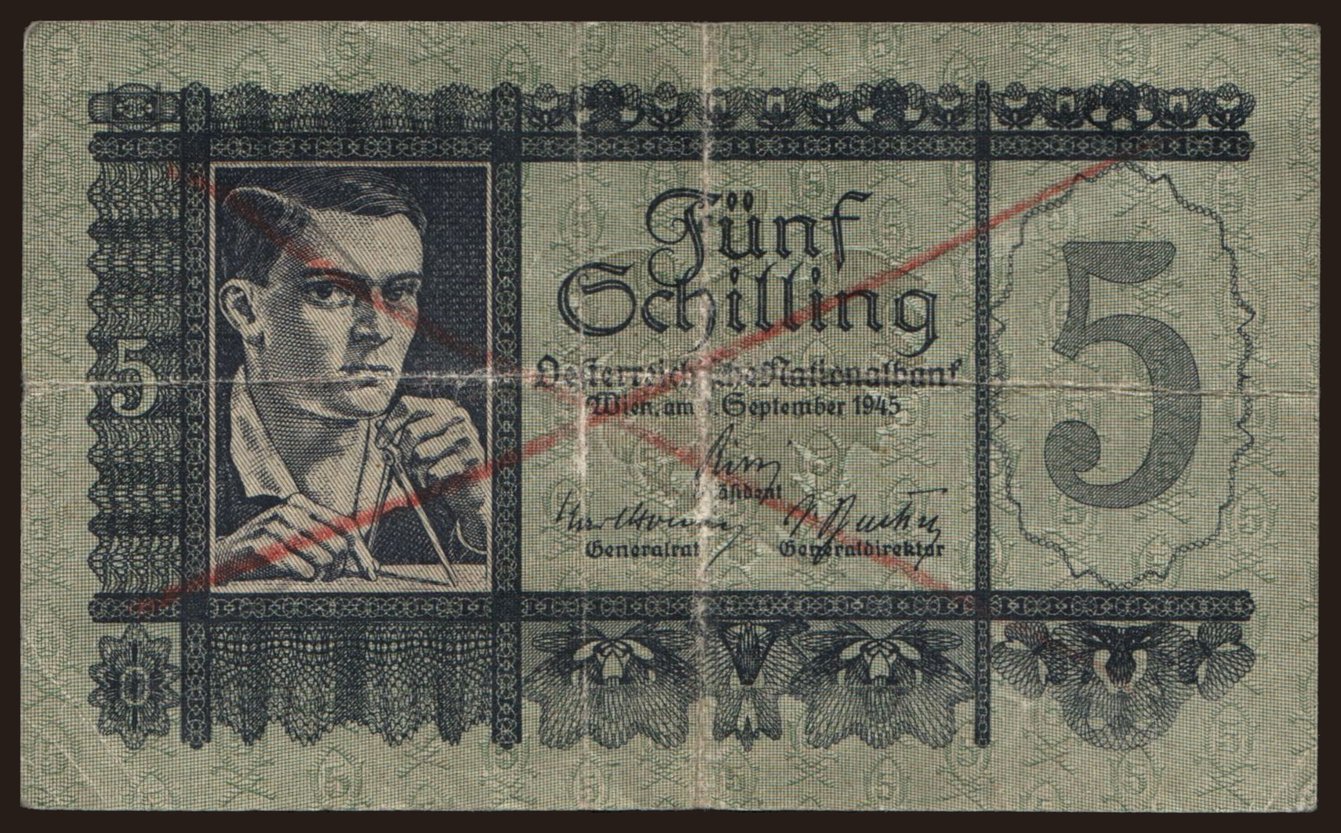 Fünf
Schilling
Oesterreichische Nationalbank
Wien, am September 1945
Präsident
Generalrat
Generaldirektor
5
5